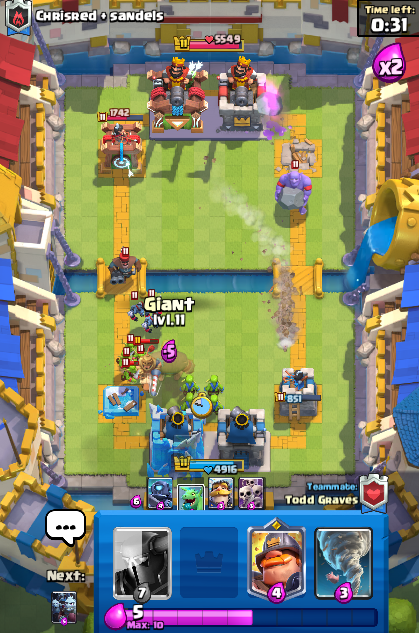 Chrisred + sandels
Time left:
0:31
5549
x2
1742
Giant
lvl.11
-5
851
4916
Teammate:
Todd Graves
6
...
Next:
7
4
3
5
Max: 10